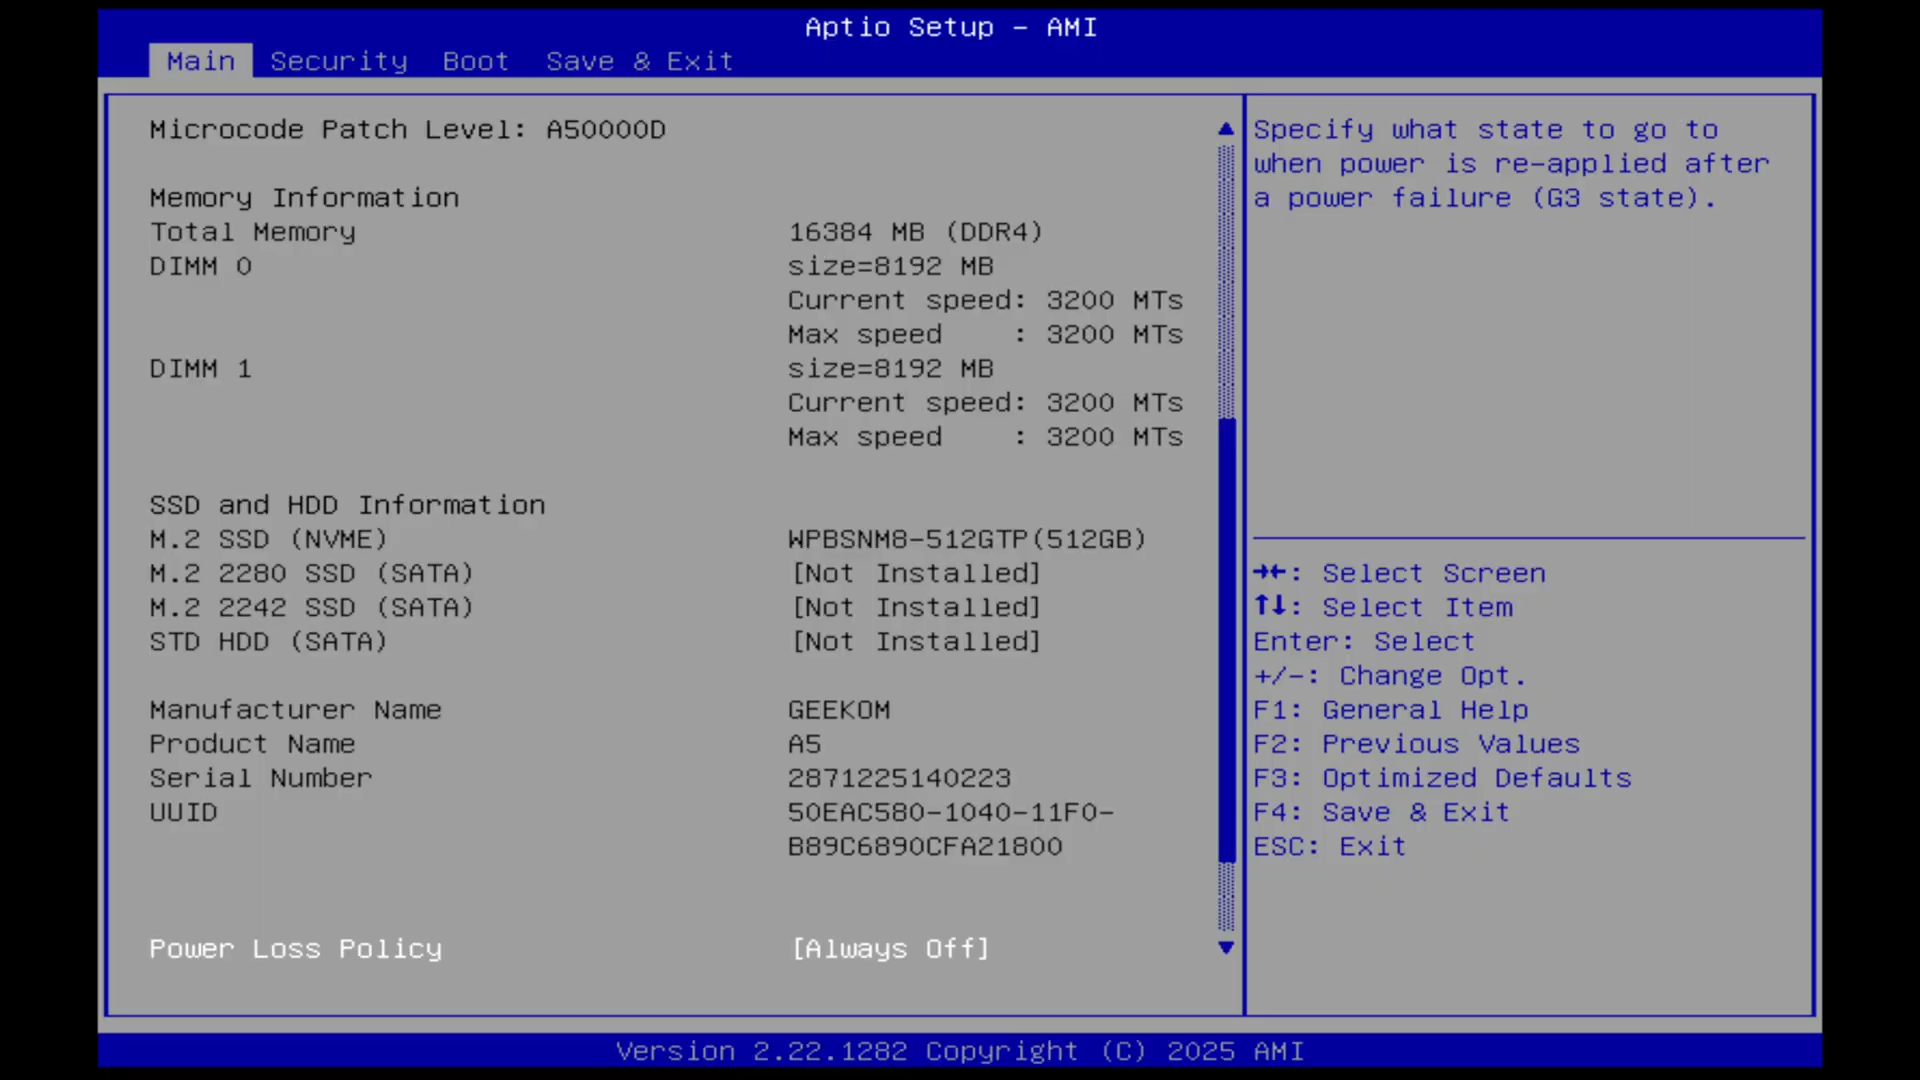 Aptio Setup - AMI
Main Security Boot Save & Exit
Microcode Patch Level: A50000D
Memory Information
Total Memory 16384 MB (DDR4)
DIMM 0 size=8192 MB
Current speed: 3200 MTs
Max speed    : 3200 MTs
DIMM 1 size=8192 MB
Current speed: 3200 MTs
Max speed    : 3200 MTs
SSD and HDD Information
M.2 SSD (NVME) WPBSNM8-512GTP(512GB)
M.2 2280 SSD (SATA) [Not Installed]
M.2 2242 SSD (SATA) [Not Installed]
STD HDD (SATA) [Not Installed]
Manufacturer Name GEEKOM
Product Name A5
Serial Number 2871225140223
UUID 50EAC580-1040-11F0-
B89C6890CFA21800
Power Loss Policy [Always Off]
Specify what state to go to
when power is re-applied after
a power failure (G3 state).
→←: Select Screen
↑↓: Select Item
Enter: Select
+/-: Change Opt.
F1: General Help
F2: Previous Values
F3: Optimized Defaults
F4: Save & Exit
ESC: Exit
Version 2.22.1282 Copyright (C) 2025 AMI